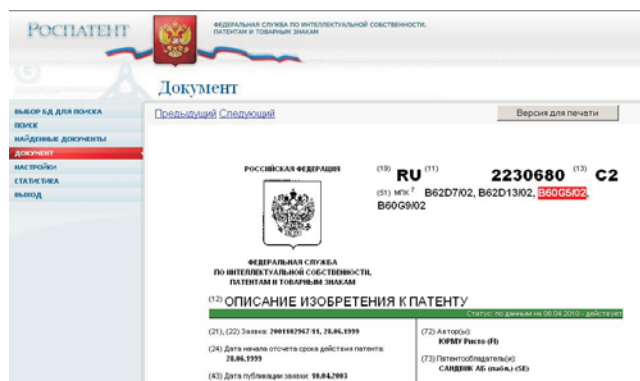 РОСПАТЕНТ
ФЕДЕРАЛЬНАЯ СЛУЖБА ПО ИНТЕЛЛЕКТУАЛЬНОЙ СОБСТВЕННОСТИ,
ПАТЕНТАМ И ТОВАРНЫМ ЗНАКАМ
Документ
ВЫБОР БД ДЛЯ ПОИСКА
ПОИСК
НАЙДЕННЫЕ ДОКУМЕНТЫ
ДОКУМЕНТ
НАСТРОЙКИ
СТАТИСТИКА
ВЫХОД
Предыдущий Следующий
Версия для печати
РОССИЙСКАЯ ФЕДЕРАЦИЯ
ФЕДЕРАЛЬНАЯ СЛУЖБА
ПО ИНТЕЛЛЕКТУАЛЬНОЙ СОБСТВЕННОСТИ,
ПАТЕНТАМ И ТОВАРНЫМ ЗНАКАМ
(19) RU (11) 2230680 (13) C2
(51) МПК 7 B62D7/02, B62D13/02, B60G5/02,
B60G9/02
(12) ОПИСАНИЕ ИЗОБРЕТЕНИЯ К ПАТЕНТУ
Статус: по данным на 08.04.2010 - действует
(21), (22) Заявка: 2001102967/11, 28.06.1999
(24) Дата начала отсчета срока действия патента:
28.06.1999
(43) Дата публикации заявки: 10.04.2003
(72) Автор(ы):
ЮРМУ Ристо (FI)
(73) Патентообладатель(и):
САНДВИК АБ (пабл.) (SE)